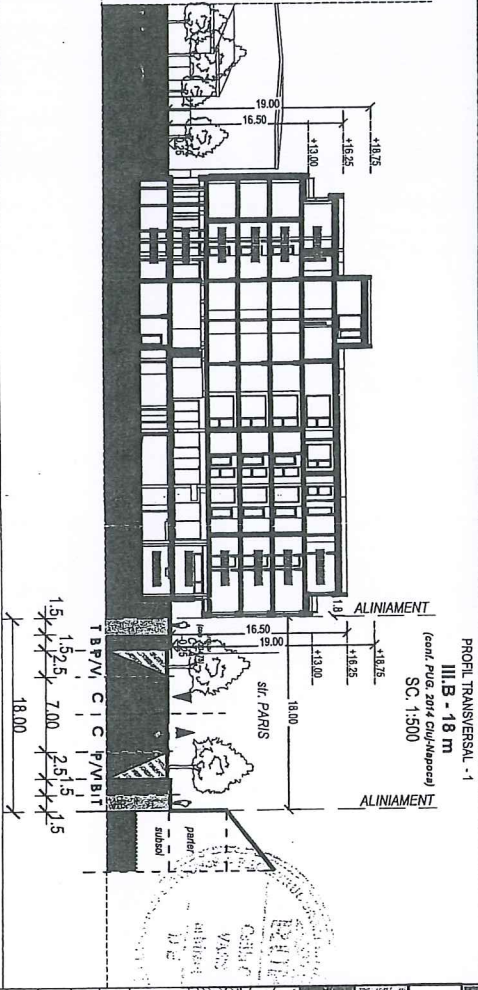 PROFIL TRANSVERSAL -1
III.B - 18 m
(conf. PUG. 2014 Cluj-Napoca)
SC. 1:500
19.00
16.50
+13.00
+16.25
+18.75
ALINIAMENT
1.8
16.50
19.00
+13.00
+16.25
+18.75
str. PARIS
18.00
ALINIAMENT
T B P/V C C P/V B T
1.5 1.5 2.5 7.00 2.5 1.5 1.5
18.00
parter
subsol